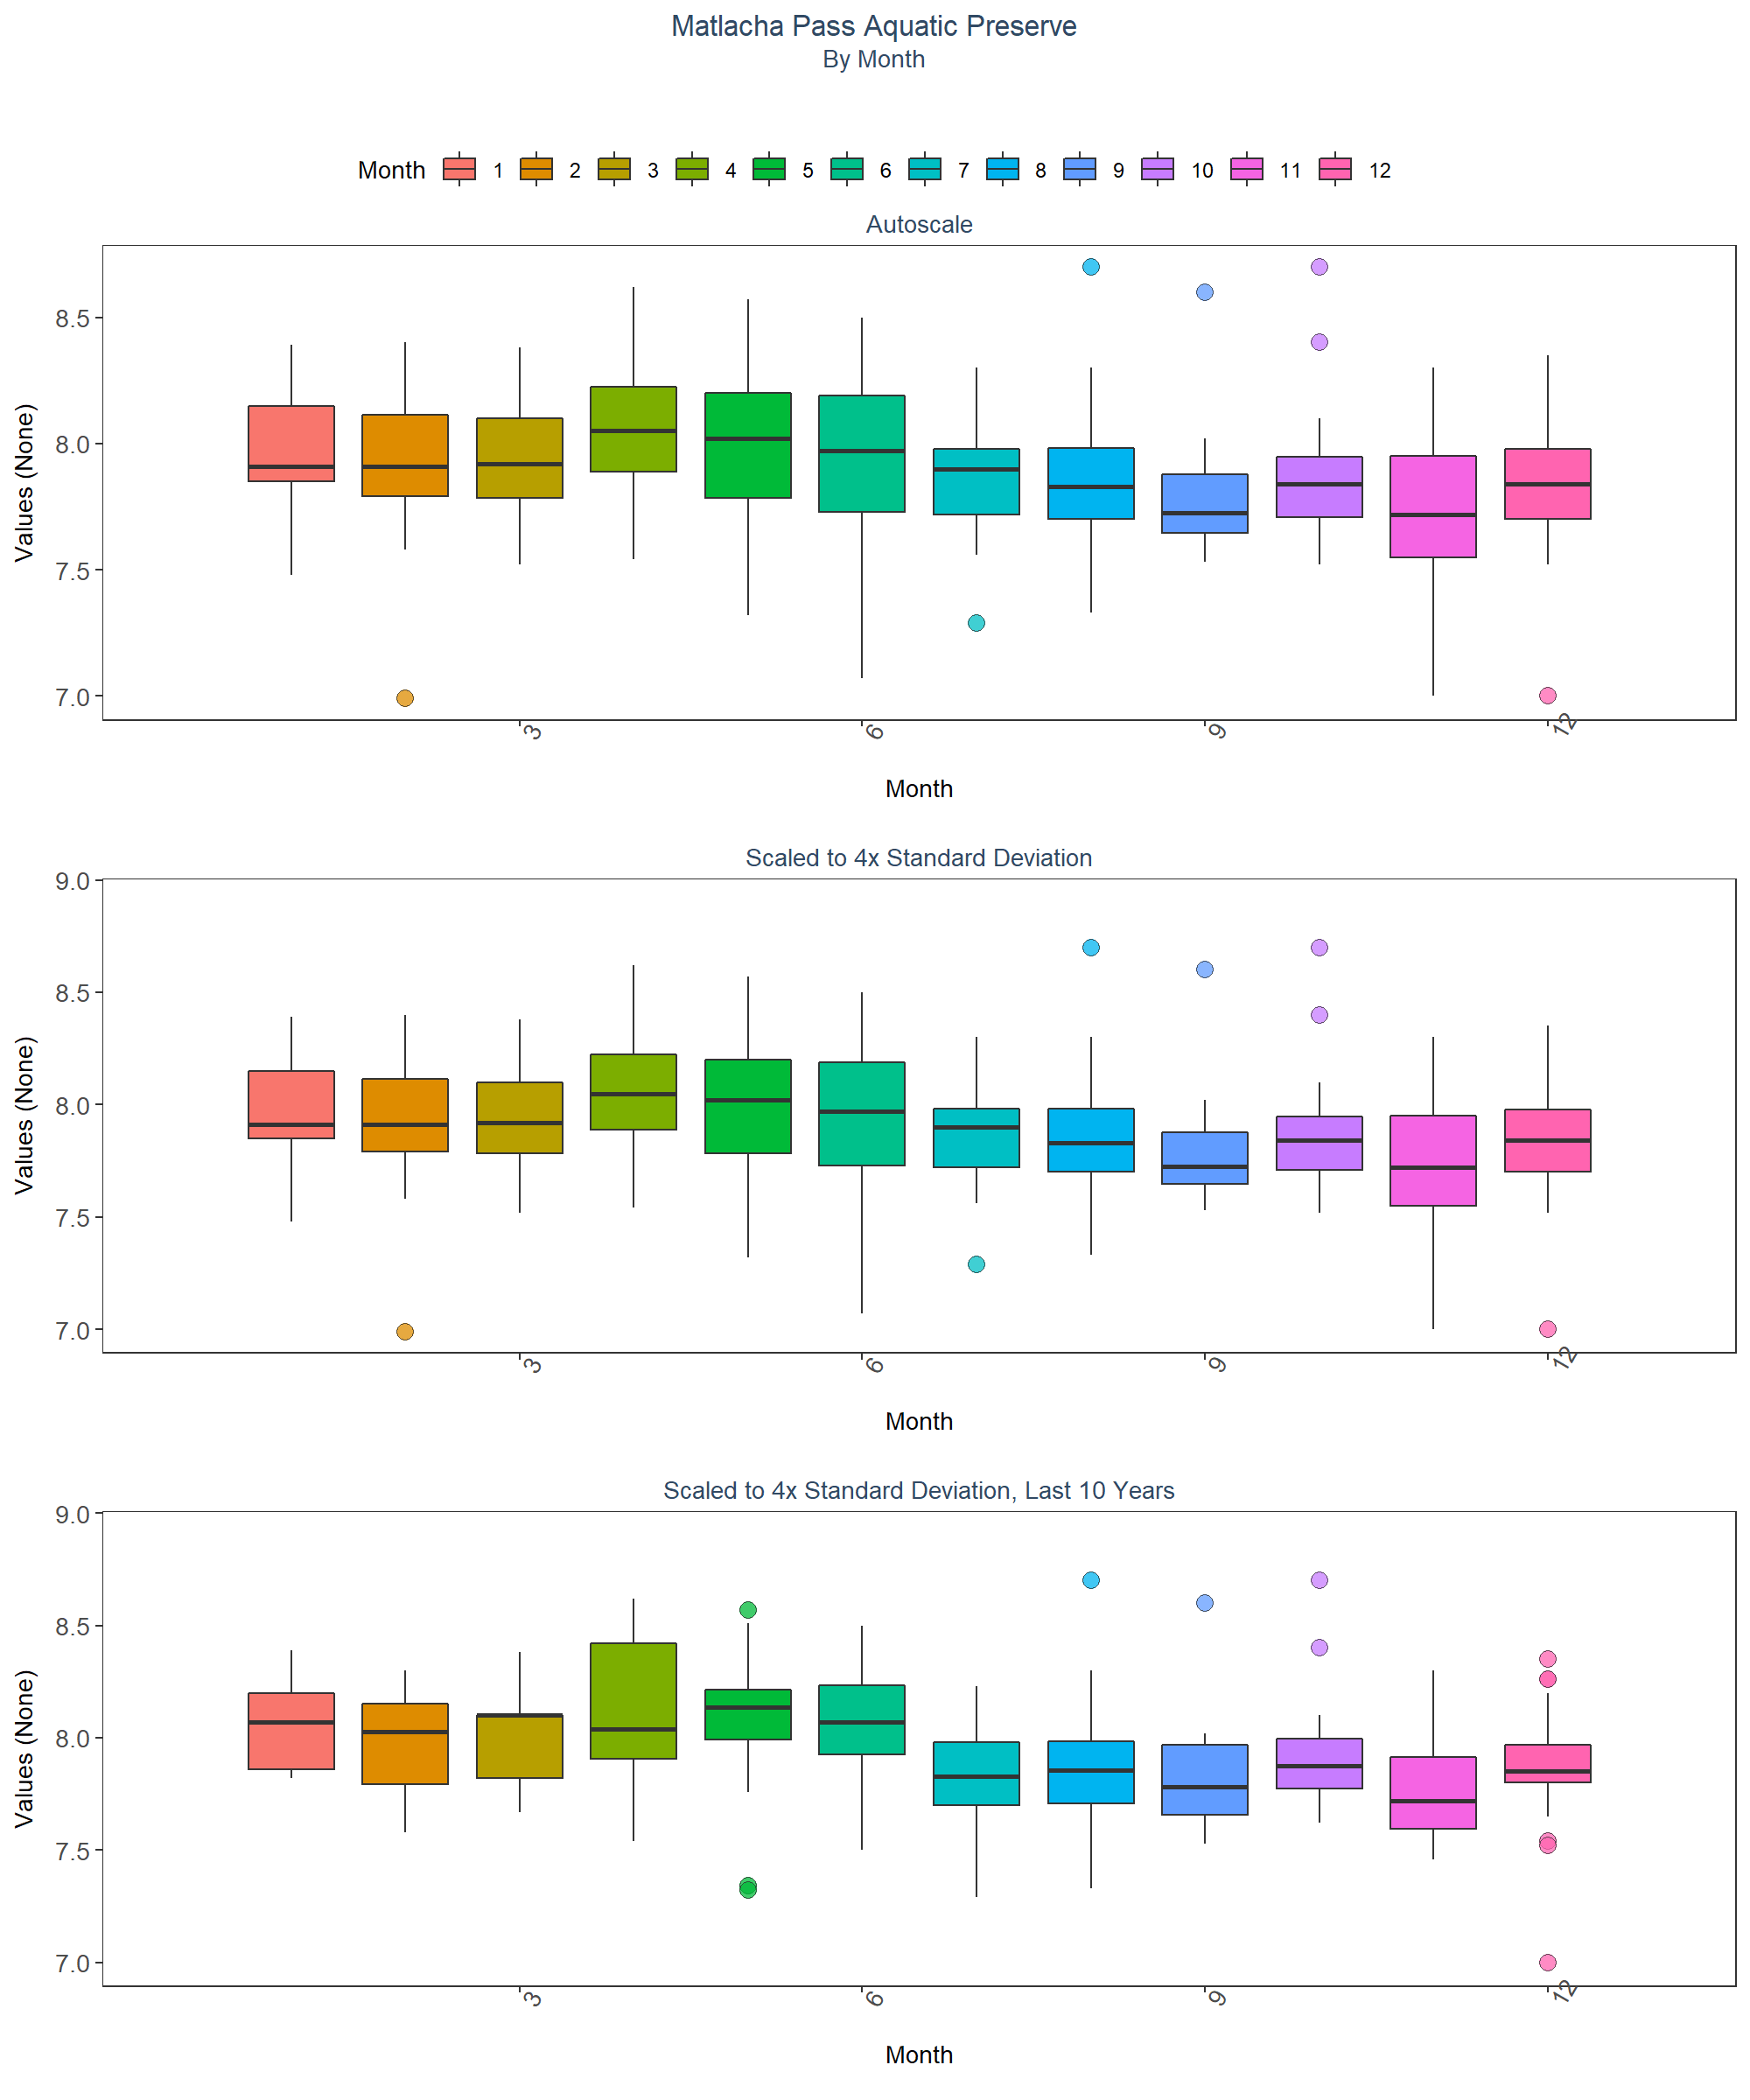 Matlacha Pass Aquatic Preserve
By Month
Month 1 2 3 4 5 6 7 8 9 10 11 12
Autoscale
Values (None)
8.5
8.0
7.5
7.0
3 6 9 12
Month
Scaled to 4x Standard Deviation
Values (None)
9.0
8.5
8.0
7.5
7.0
3 6 9 12
Month
Scaled to 4x Standard Deviation, Last 10 Years
Values (None)
9.0
8.5
8.0
7.5
7.0
3 6 9 12
Month